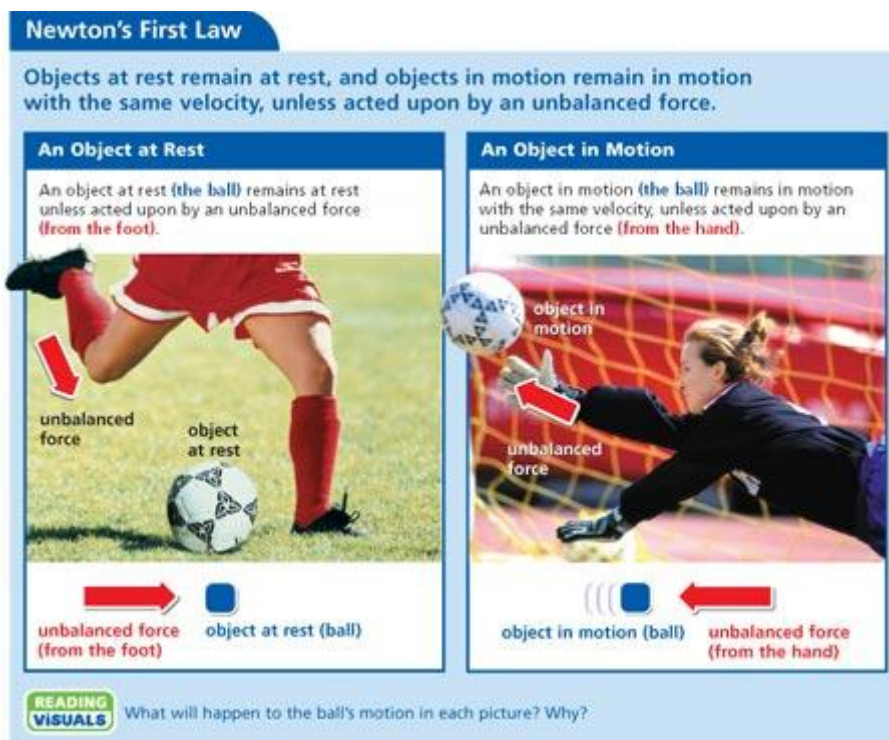 Newton's First Law
Objects at rest remain at rest, and objects in motion remain in motion
with the same velocity, unless acted upon by an unbalanced force.
An Object at Rest
An object at rest (the ball) remains at rest
unless acted upon by an unbalanced force
(from the foot).
unbalanced
force
object
at rest
unbalanced force
(from the foot)
object at rest (ball)
An Object in Motion
An object in motion (the ball) remains in motion
with the same velocity, unless acted upon by an
unbalanced force (from the hand).
object in
motion
unbalanced
force
object in motion (ball)
unbalanced force
(from the hand)
READING
VISUALS
What will happen to the ball's motion in each picture? Why?